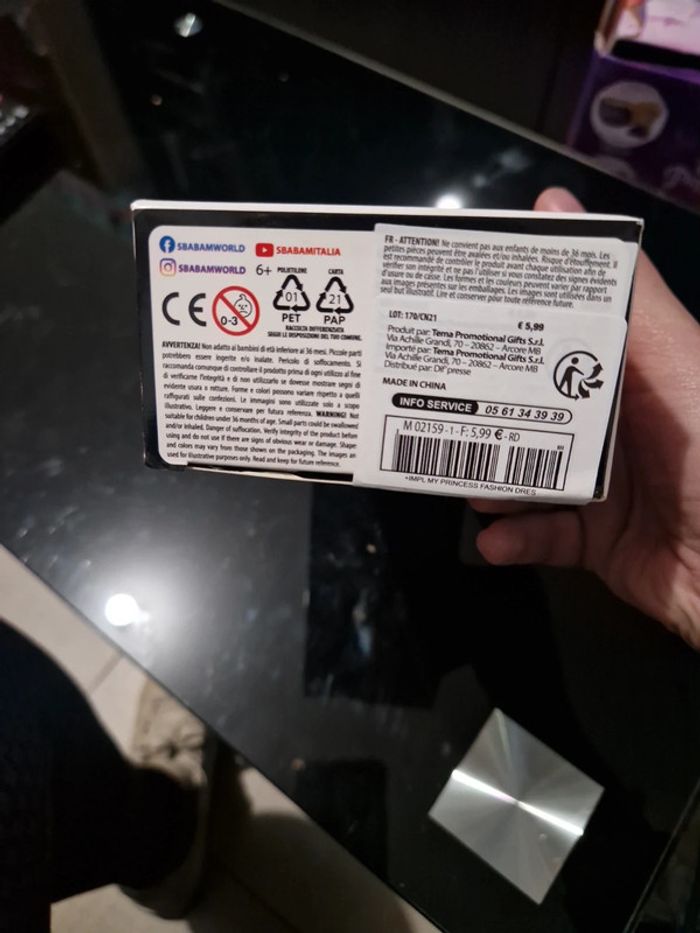 SBABAMWORLD
SBABAMITALIA
SBABAMWORLD
6+
POLIETILENE
CARTA
01
21
PET
PAP
RACCOLTA DIFFERENZIATA
SEGUI LE DISPOSIZIONI DEL TUO COMUNE.
CE
0-3
AVVERTENZA! Non adatto ai bambini di età inferiore ai 36 mesi. Piccole parti
potrebbero essere ingerite e/o inalate. Pericolo di soffocamento. Si
raccomanda comunque di controllare il prodotto prima di ogni utilizzo al fine
di verificarne l'integrità e di non utilizzarlo se dovesse mostrare segni di
evidente usura o rotture. Forme e colori possono variare rispetto a quelli
raffigurati sulle confezioni. Le immagini sono utilizzate solo a scopo
illustrativo. Leggere e conservare per futura referenza. WARNING! Not
suitable for children under 36 months of age. Small parts could be swallowed
and/or inhaled. Danger of suffocation. Verify integrity of the product before
using and do not use if there are signs of obvious wear or damage. Shape
and colors may vary from those shown on the packaging. The images are
used for illustrative purposes only. Read and keep for future reference.
FR - ATTENTION! Ne convient pas aux enfants de moins de 36 mois. Les
petites pièces peuvent être avalées et/ou inhalées. Risque d'étouffement. Il
est recommandé de contrôler le produit avant chaque utilisation afin de
vérifier son intégrité et ne pas l'utiliser si vous constatez des signes évidents
d'usure ou de casse. Les formes et les couleurs peuvent varier par rapport
aux images présentes sur les emballages. Les images sont utilisées dans un
seul but illustratif. Lire et conserver pour toute référence future.
LOT: 170/CN21
€ 5,99
Produit par: Tema Promotional Gifts S.r.l.
Via Achille Grandi, 70 – 20862 – Arcore MB
Importé par: Tema Promotional Gifts S.r.l.
Via Achille Grandi, 70 – 20862 – Arcore MB
Distribué par: Dif' presse
MADE IN CHINA
INFO SERVICE 05 61 34 39 39
M 02159 - 1 - F: 5,99 € - RD
*IMPL MY PRINCESS FASHION DRES